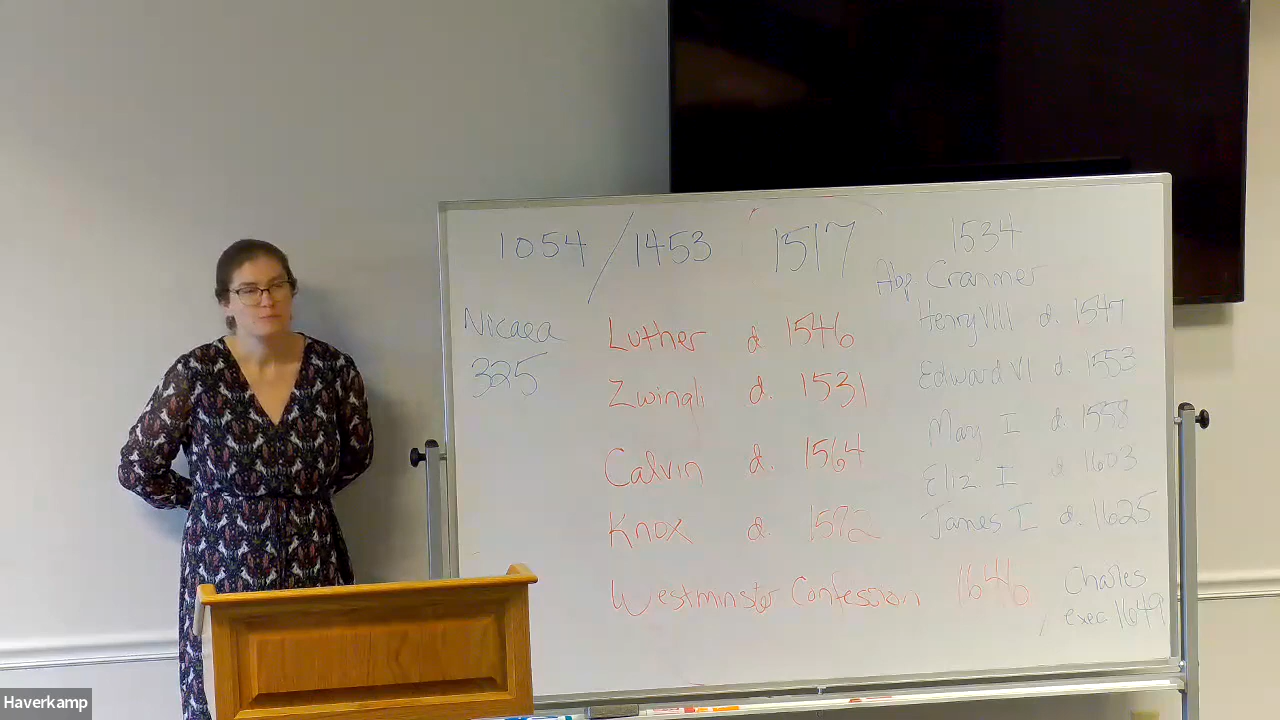 1054 / 1453 1517 1534
Abp Cranmer
Nicaea
325
Luther d. 1546
Zwingli d. 1531
Calvin d. 1564
Knox d. 1572
Westminster Confession 1646
Henry VIII d. 1547
Edward VI d. 1553
Mary I d. 1558
Eliz I d. 1603
James I d. 1625
Charles
exec 1649
Haverkamp